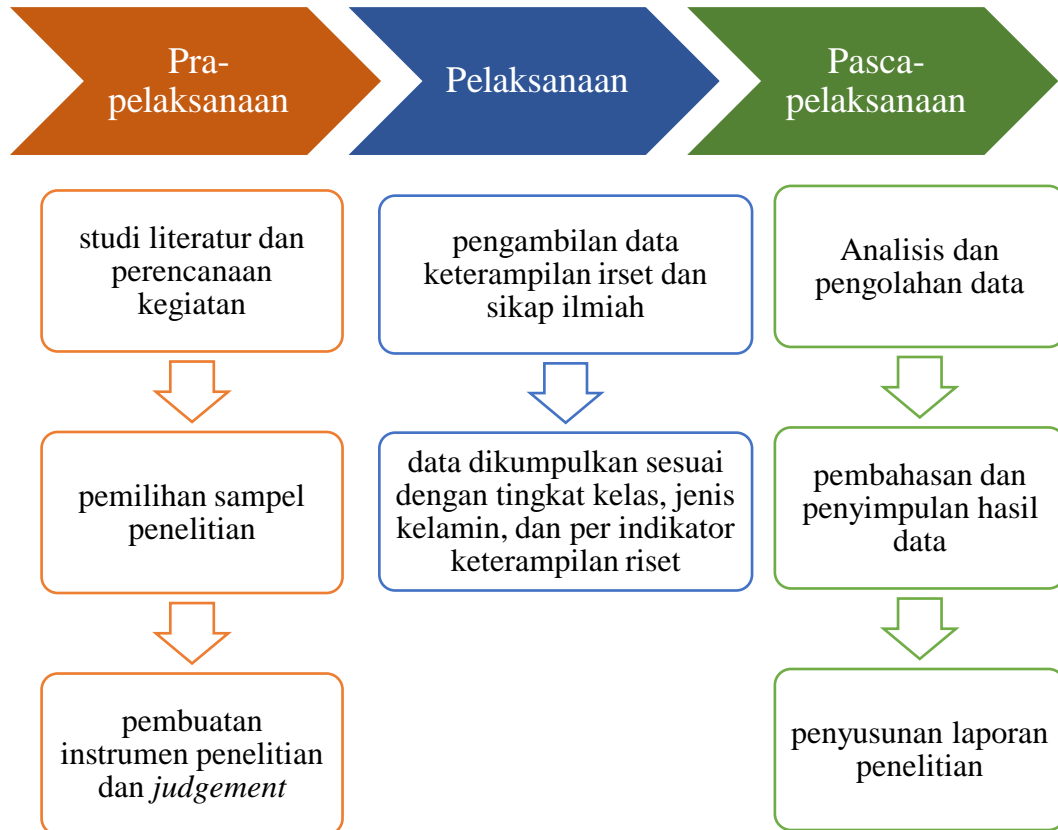 Pra-
pelaksanaan
Pelaksanaan
Pasca-
pelaksanaan
studi literatur dan
perencanaan
kegiatan
pemilihan sampel
penelitian
pembuatan
instrumen penelitian
dan judgement
pengambilan data
keterampilan irset dan
sikap ilmiah
data dikumpulkan sesuai
dengan tingkat kelas, jenis
kelamin, dan per indikator
keterampilan riset
Analisis dan
pengolahan data
pembahasan dan
penyimpulan hasil
data
penyusunan laporan
penelitian